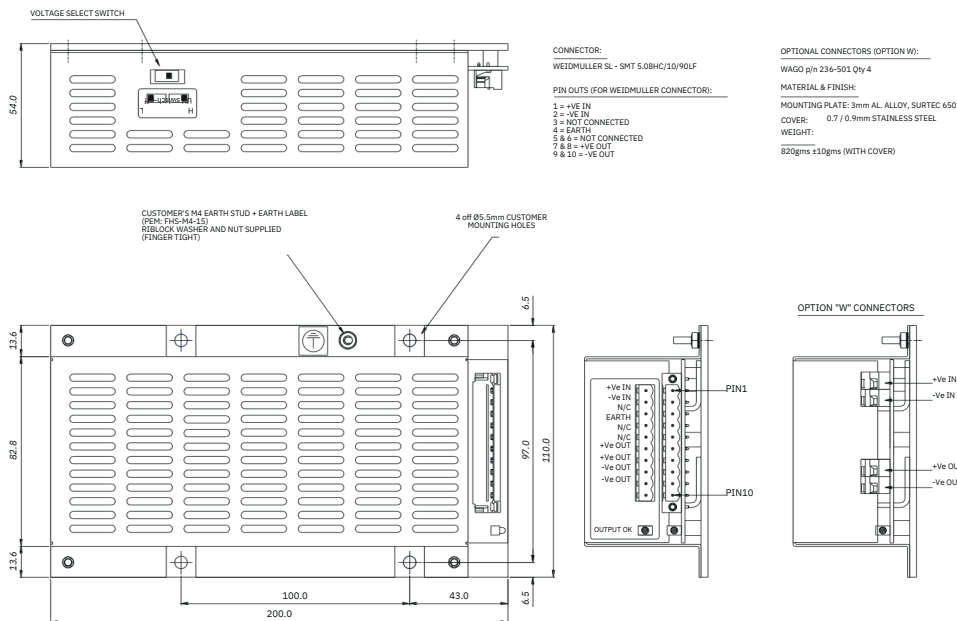 VOLTAGE SELECT SWITCH
54.0
L
H
CONNECTOR:
WEIDMULLER SL - SMT 5.08HC/10/90LF
PIN OUTS (FOR WEIDMULLER CONNECTOR):
1 = +VE IN
2 = -VE IN
3 = NOT CONNECTED
4 = EARTH
5 & 6 = NOT CONNECTED
7 & 8 = +VE OUT
9 & 10 = -VE OUT
OPTIONAL CONNECTORS (OPTION W):
WAGO p/n 236-501 Qty 4
MATERIAL & FINISH:
MOUNTING PLATE: 3mm AL. ALLOY, SURTEC 650
COVER: 0.7 / 0.9mm STAINLESS STEEL
WEIGHT:
820gms ±10gms (WITH COVER)
CUSTOMER'S M4 EARTH STUD + EARTH LABEL
(PEM: FHS-M4-15)
RIBLOCK WASHER AND NUT SUPPLIED
(FINGER TIGHT)
4 off Ø5.5mm CUSTOMER
MOUNTING HOLES
13.6
82.8
13.6
6.5
97.0
110.0
6.5
100.0
43.0
200.0
+Ve IN
-Ve IN
N/C
EARTH
N/C
N/C
+Ve OUT
+Ve OUT
-Ve OUT
-Ve OUT
OUTPUT OK
PIN1
PIN10
OPTION "W" CONNECTORS
+Ve IN
-Ve IN
+Ve OU
-Ve OU